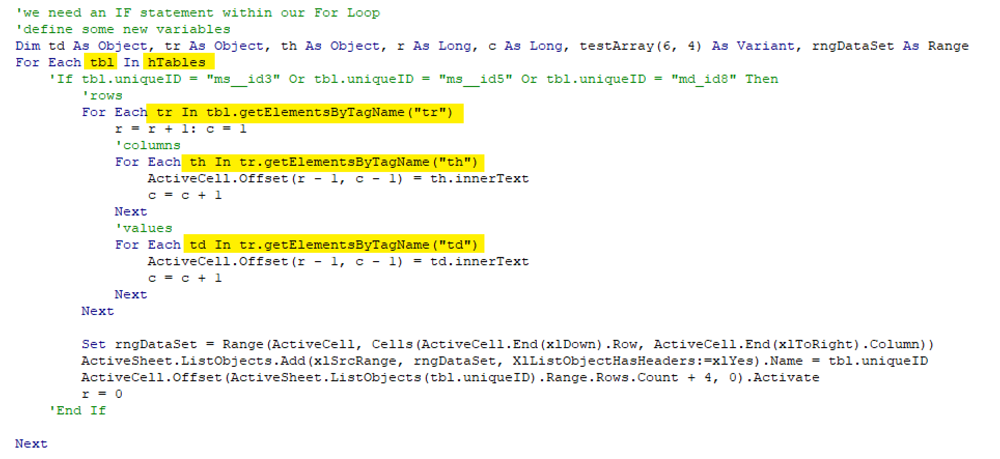 'we need an IF statement within our For Loop
'define some new variables
Dim td As Object, tr As Object, th As Object, r As Long, c As Long, testArray(6, 4) As Variant, rngDataSet As Range
For Each tbl In hTables
'If tbl.uniqueID = "ms__id3" Or tbl.uniqueID = "ms__id5" Or tbl.uniqueID = "md_id8" Then
'rows
For Each tr In tbl.getElementsByTagName("tr")
r = r + 1: c = 1
'columns
For Each th In tr.getElementsByTagName("th")
ActiveCell.Offset(r - 1, c - 1) = th.innerText
c = c + 1
Next
'values
For Each td In tr.getElementsByTagName("td")
ActiveCell.Offset(r - 1, c - 1) = td.innerText
c = c + 1
Next
Next
Set rngDataSet = Range(ActiveCell, Cells(ActiveCell.End(xlDown).Row, ActiveCell.End(xlToRight).Column))
ActiveSheet.ListObjects.Add(xlSrcRange, rngDataSet, XlListObjectHasHeaders:=xlYes).Name = tbl.uniqueID
ActiveCell.Offset(ActiveSheet.ListObjects(tbl.uniqueID).Range.Rows.Count + 4, 0).Activate
r = 0
'End If
Next